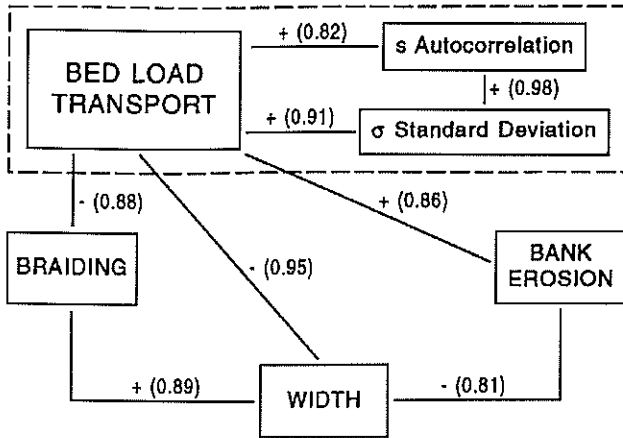 + (0.82)
s Autocorrelation
BED LOAD
TRANSPORT
+ (0.98)
+ (0.91)
σ Standard Deviation
- (0.88)
+ (0.86)
BRAIDING
- (0.95)
BANK
EROSION
+ (0.89)
WIDTH
- (0.81)